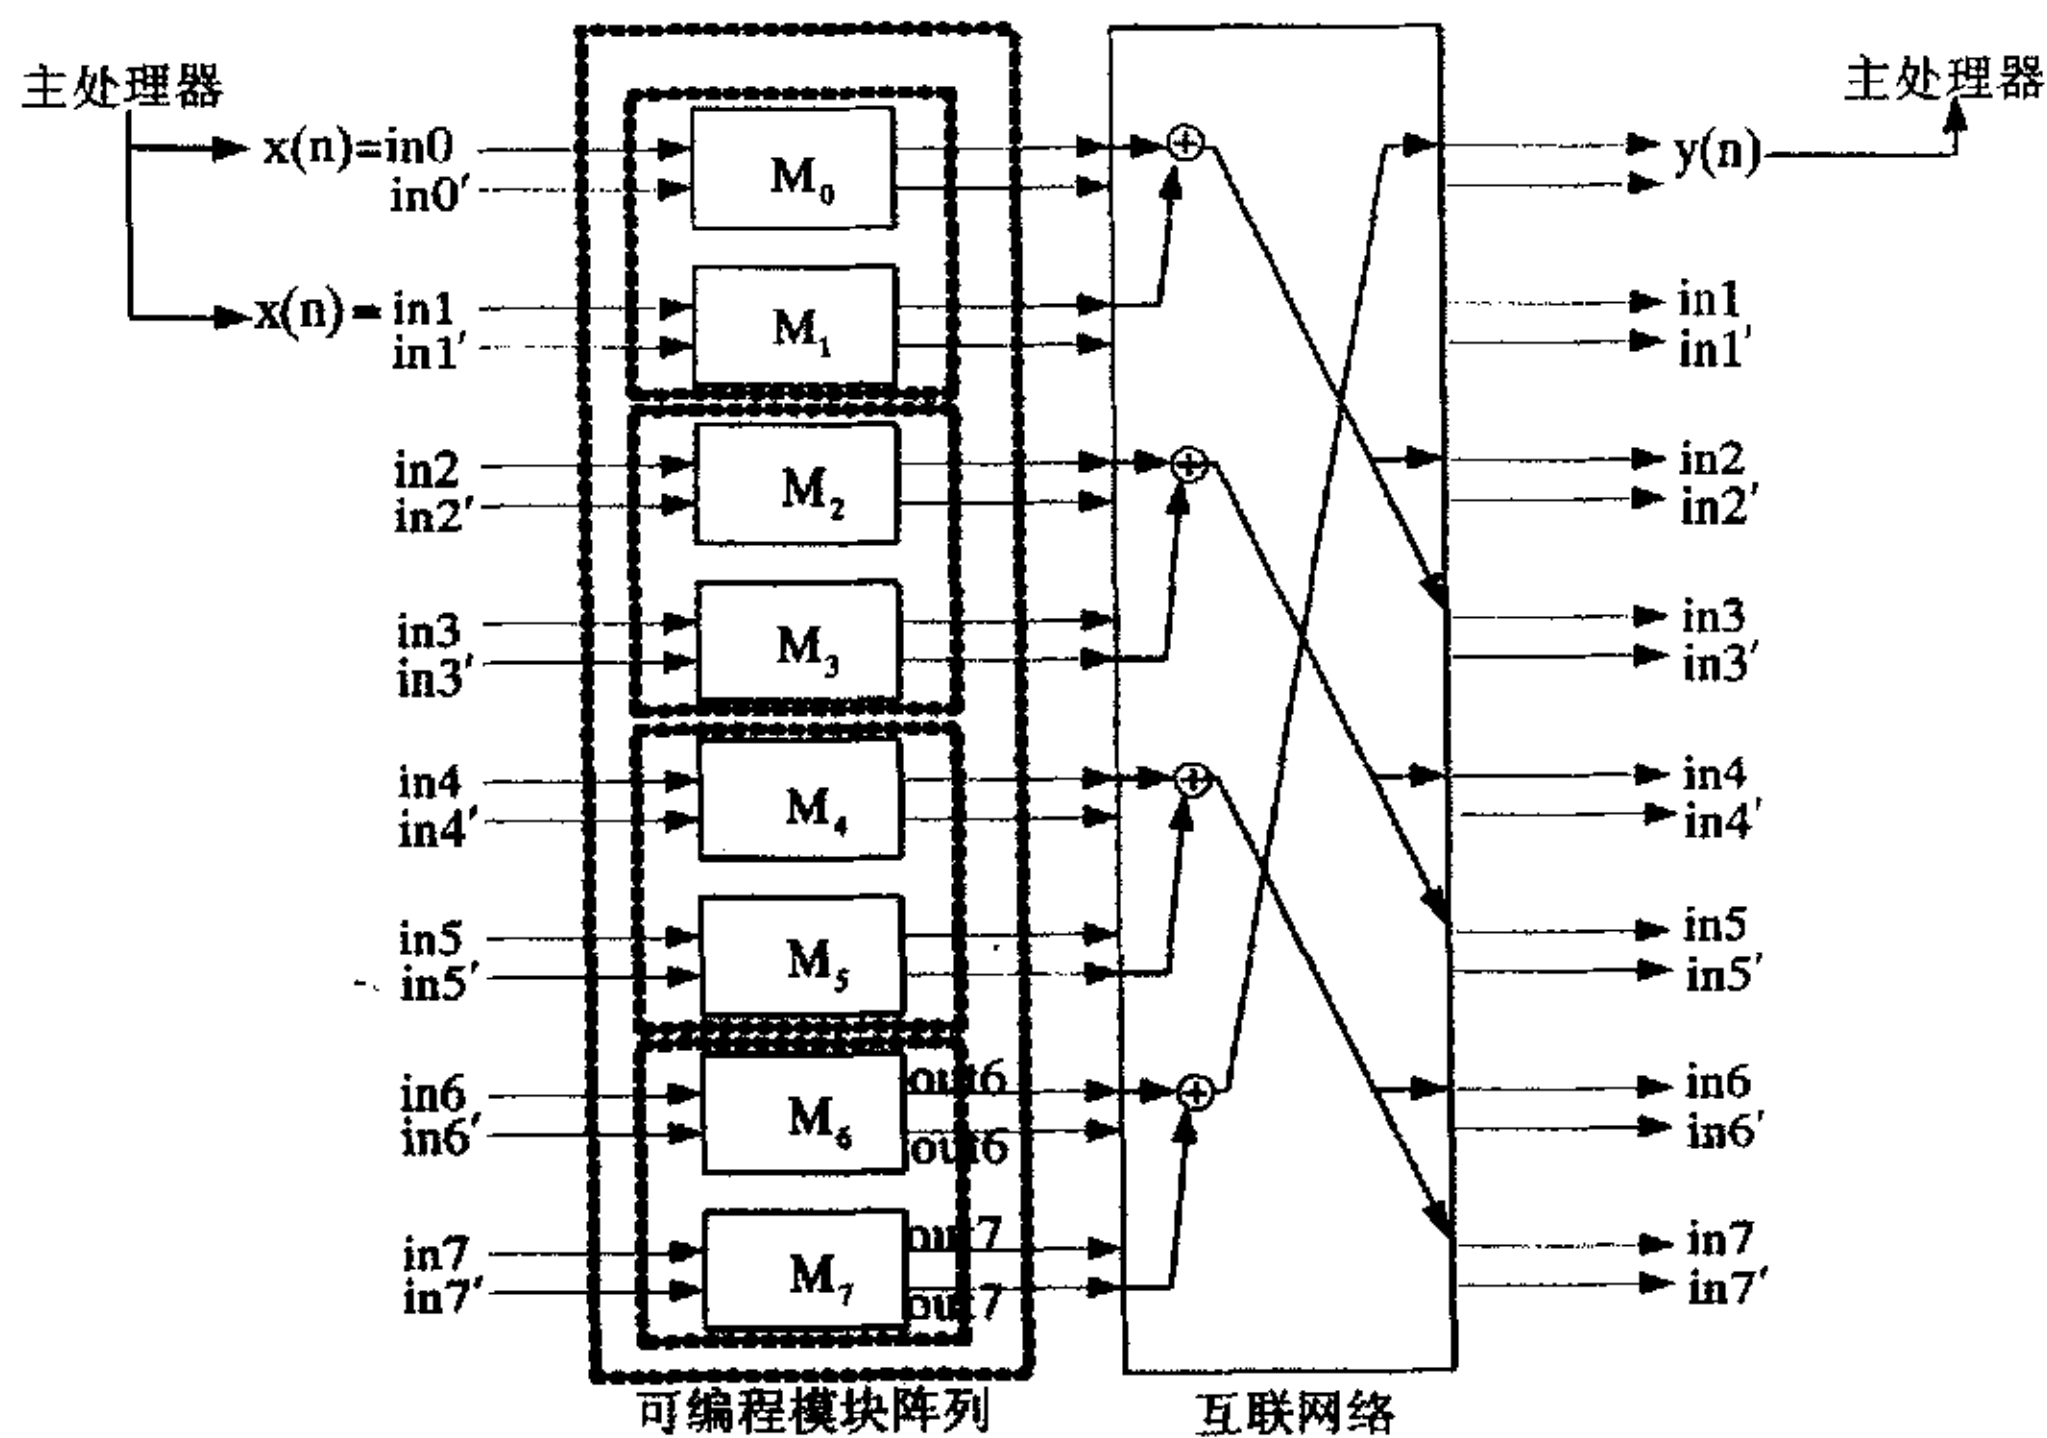 主处理器
x(n)=in0
in0'
x(n)=in1
in1'
in2
in2'
in3
in3'
in4
in4'
in5
in5'
in6
in6'
in7
in7'
M0
M1
M2
M3
M4
M5
M6
M7
out6
out6
out7
out7
可编程模块阵列
互联网络
主处理器
y(n)
in1
in1'
in2
in2'
in3
in3'
in4
in4'
in5
in5'
in6
in6'
in7
in7'